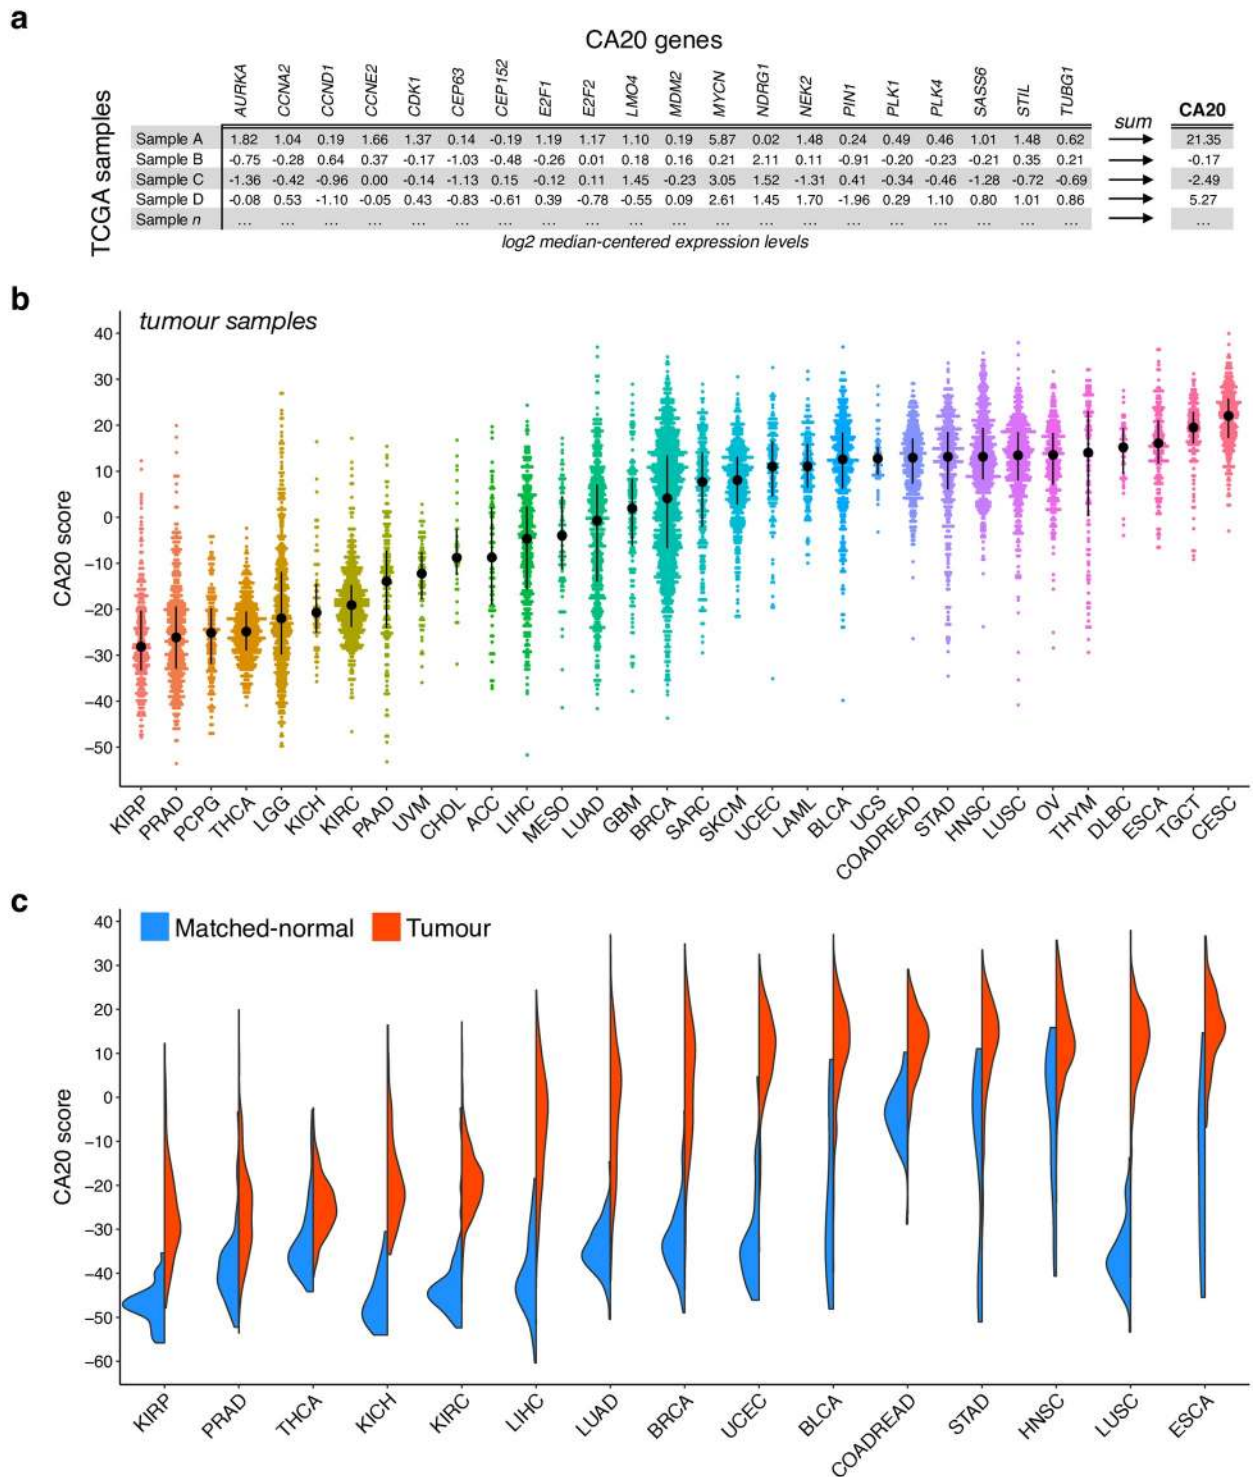 a
CA20 genes
TCGA samples
AURKA CCNA2 CCND1 CCNE2 CDK1 CEP63 CEP152 E2F1 E2F2 LMO4 MDM2 MYCN NDRG1 NEK2 PIN1 PLK1 PLK4 SASS6 STIL TUBG1 sum CA20
Sample A 1.82 1.04 0.19 1.66 1.37 0.14 -0.19 1.19 1.17 1.10 0.19 5.87 0.02 1.48 0.24 0.49 0.46 1.01 1.48 0.62 21.35
Sample B -0.75 -0.28 0.64 0.37 -0.17 -1.03 -0.48 -0.26 0.01 0.18 0.16 0.21 2.11 0.11 -0.91 -0.20 -0.23 -0.21 0.35 0.21 -0.17
Sample C -1.36 -0.42 -0.96 0.00 -0.14 -1.13 0.15 -0.12 0.11 1.45 -0.23 3.05 1.52 -1.31 0.41 -0.34 -0.46 -1.28 -0.72 -0.69 -2.49
Sample D -0.08 0.53 -1.10 -0.05 0.43 -0.83 -0.61 0.39 -0.78 -0.55 0.09 2.61 1.45 1.70 -1.96 0.29 1.10 0.80 1.01 0.86 5.27
Sample n ... ... ... ... ... ... ... ... ... ... ... ... ... ... ... ... ... ... ... ... ...
log2 median-centered expression levels
b
tumour samples
CA20 score
40
30
20
10
0
−10
−20
−30
−40
−50
KIRP PRAD PCPG THCA LGG KICH KIRC PAAD UVM CHOL ACC LIHC MESO LUAD GBM BRCA SARC SKCM UCEC LAML BLCA UCS COADREAD STAD HNSC LUSC OV THYM DLBC ESCA TGCT CESC
c
Matched-normal Tumour
CA20 score
40
30
20
10
0
−10
−20
−30
−40
−50
−60
KIRP PRAD THCA KICH KIRC LIHC LUAD BRCA UCEC BLCA COADREAD STAD HNSC LUSC ESCA